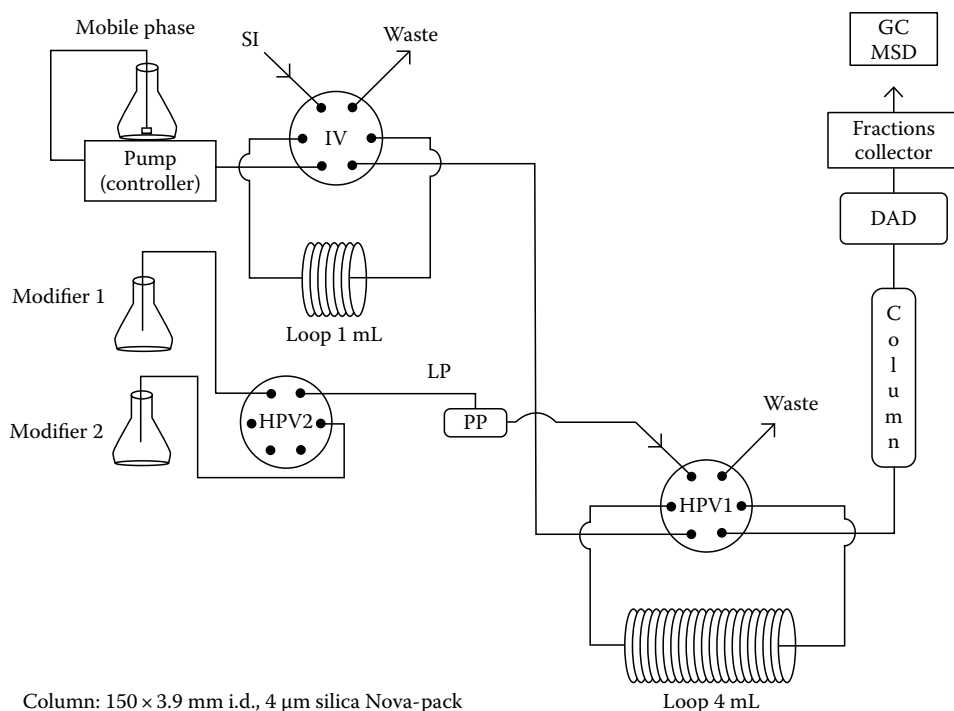 Mobile phase
SI
Waste
GC
MSD
IV
Pump
(controller)
Fractions
collector
DAD
Loop 1 mL
Modifier 1
Column
LP
HPV2
PP
Waste
Modifier 2
HPV1
Loop 4 mL
Column: 150 × 3.9 mm i.d., 4 μm silica Nova-pack